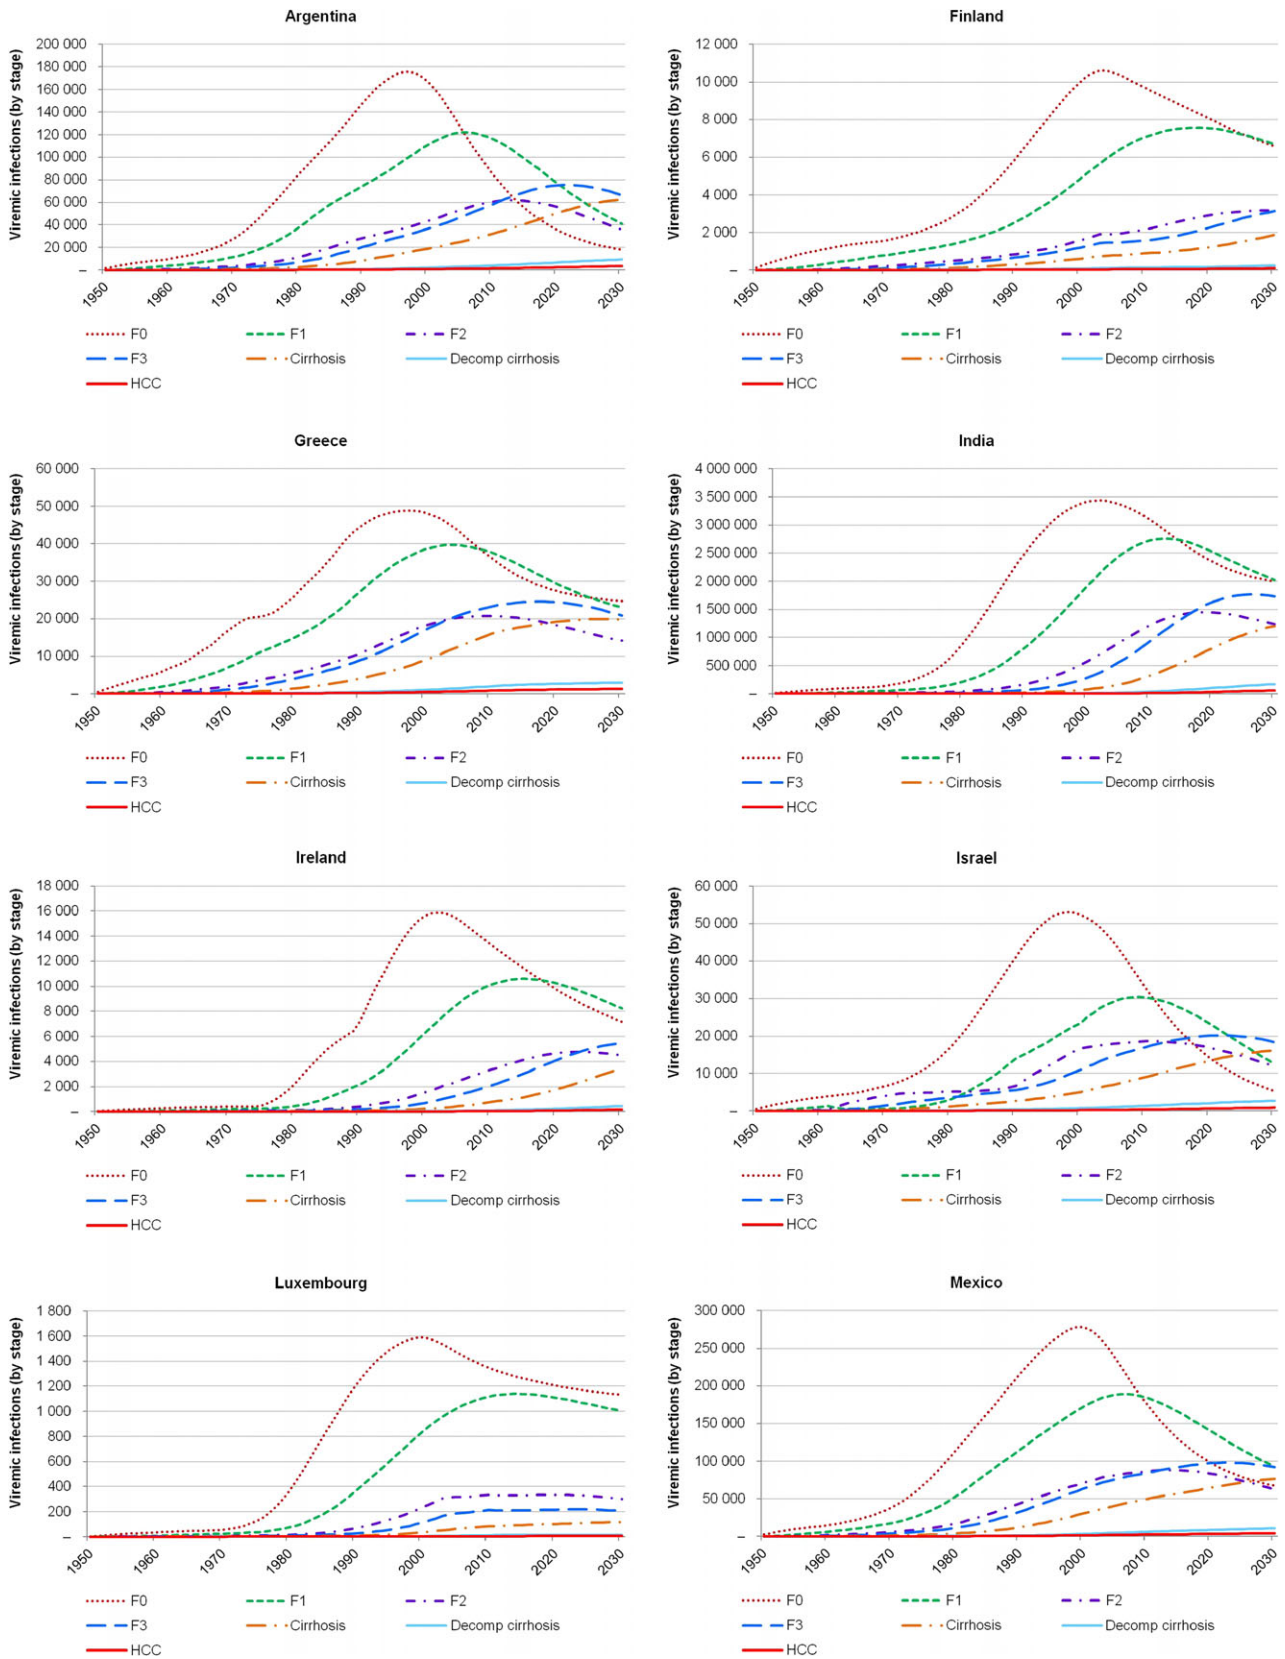 Argentina
Viremic infections (by stage)
200 000
180 000
160 000
140 000
120 000
100 000
80 000
60 000
40 000
20 000
–
1950 1960 1970 1980 1990 2000 2010 2020 2030
F0 F1 F2
F3 Cirrhosis Decomp cirrhosis
HCC
Finland
Viremic infections (by stage)
12 000
10 000
8 000
6 000
4 000
2 000
–
1950 1960 1970 1980 1990 2000 2010 2020 2030
F0 F1 F2
F3 Cirrhosis Decomp cirrhosis
HCC
Greece
Viremic infections (by stage)
60 000
50 000
40 000
30 000
20 000
10 000
–
1950 1960 1970 1980 1990 2000 2010 2020 2030
F0 F1 F2
F3 Cirrhosis Decomp cirrhosis
HCC
India
Viremic infections (by stage)
4 000 000
3 500 000
3 000 000
2 500 000
2 000 000
1 500 000
1 000 000
500 000
–
1950 1960 1970 1980 1990 2000 2010 2020 2030
F0 F1 F2
F3 Cirrhosis Decomp cirrhosis
HCC
Ireland
Viremic infections (by stage)
18 000
16 000
14 000
12 000
10 000
8 000
6 000
4 000
2 000
–
1950 1960 1970 1980 1990 2000 2010 2020 2030
F0 F1 F2
F3 Cirrhosis Decomp cirrhosis
HCC
Israel
Viremic infections (by stage)
60 000
50 000
40 000
30 000
20 000
10 000
–
1950 1960 1970 1980 1990 2000 2010 2020 2030
F0 F1 F2
F3 Cirrhosis Decomp cirrhosis
HCC
Luxembourg
Viremic infections (by stage)
1 800
1 600
1 400
1 200
1 000
800
600
400
200
–
1950 1960 1970 1980 1990 2000 2010 2020 2030
F0 F1 F2
F3 Cirrhosis Decomp cirrhosis
HCC
Mexico
Viremic infections (by stage)
300 000
250 000
200 000
150 000
100 000
50 000
–
1950 1960 1970 1980 1990 2000 2010 2020 2030
F0 F1 F2
F3 Cirrhosis Decomp cirrhosis
HCC